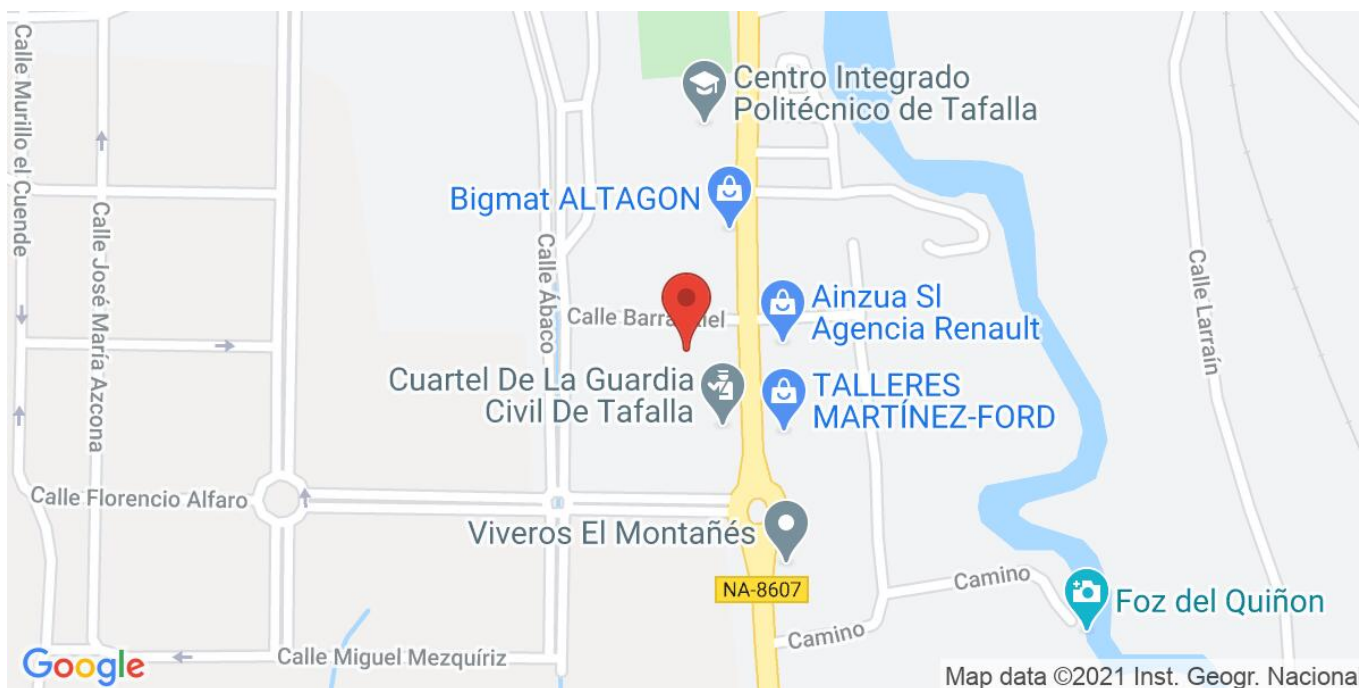 Calle Murillo el Cuende
Calle José María Azcona
Centro Integrado
Politécnico de Tafalla
Bigmat ALTAGON
Calle Ábaco
Calle Larraín
Ainzua Sl
Agencia Renault
Calle
Cuartel De La Guardia
Civil De Tafalla
TALLERES
MARTÍNEZ-FORD
Calle Florencio Alfaro
Viveros El Montañés
NA-8607
Camino
Foz del Quiñon
Camino
Calle Miguel Mezquíriz
Google
Map data ©2021 Inst. Geogr. Naciona